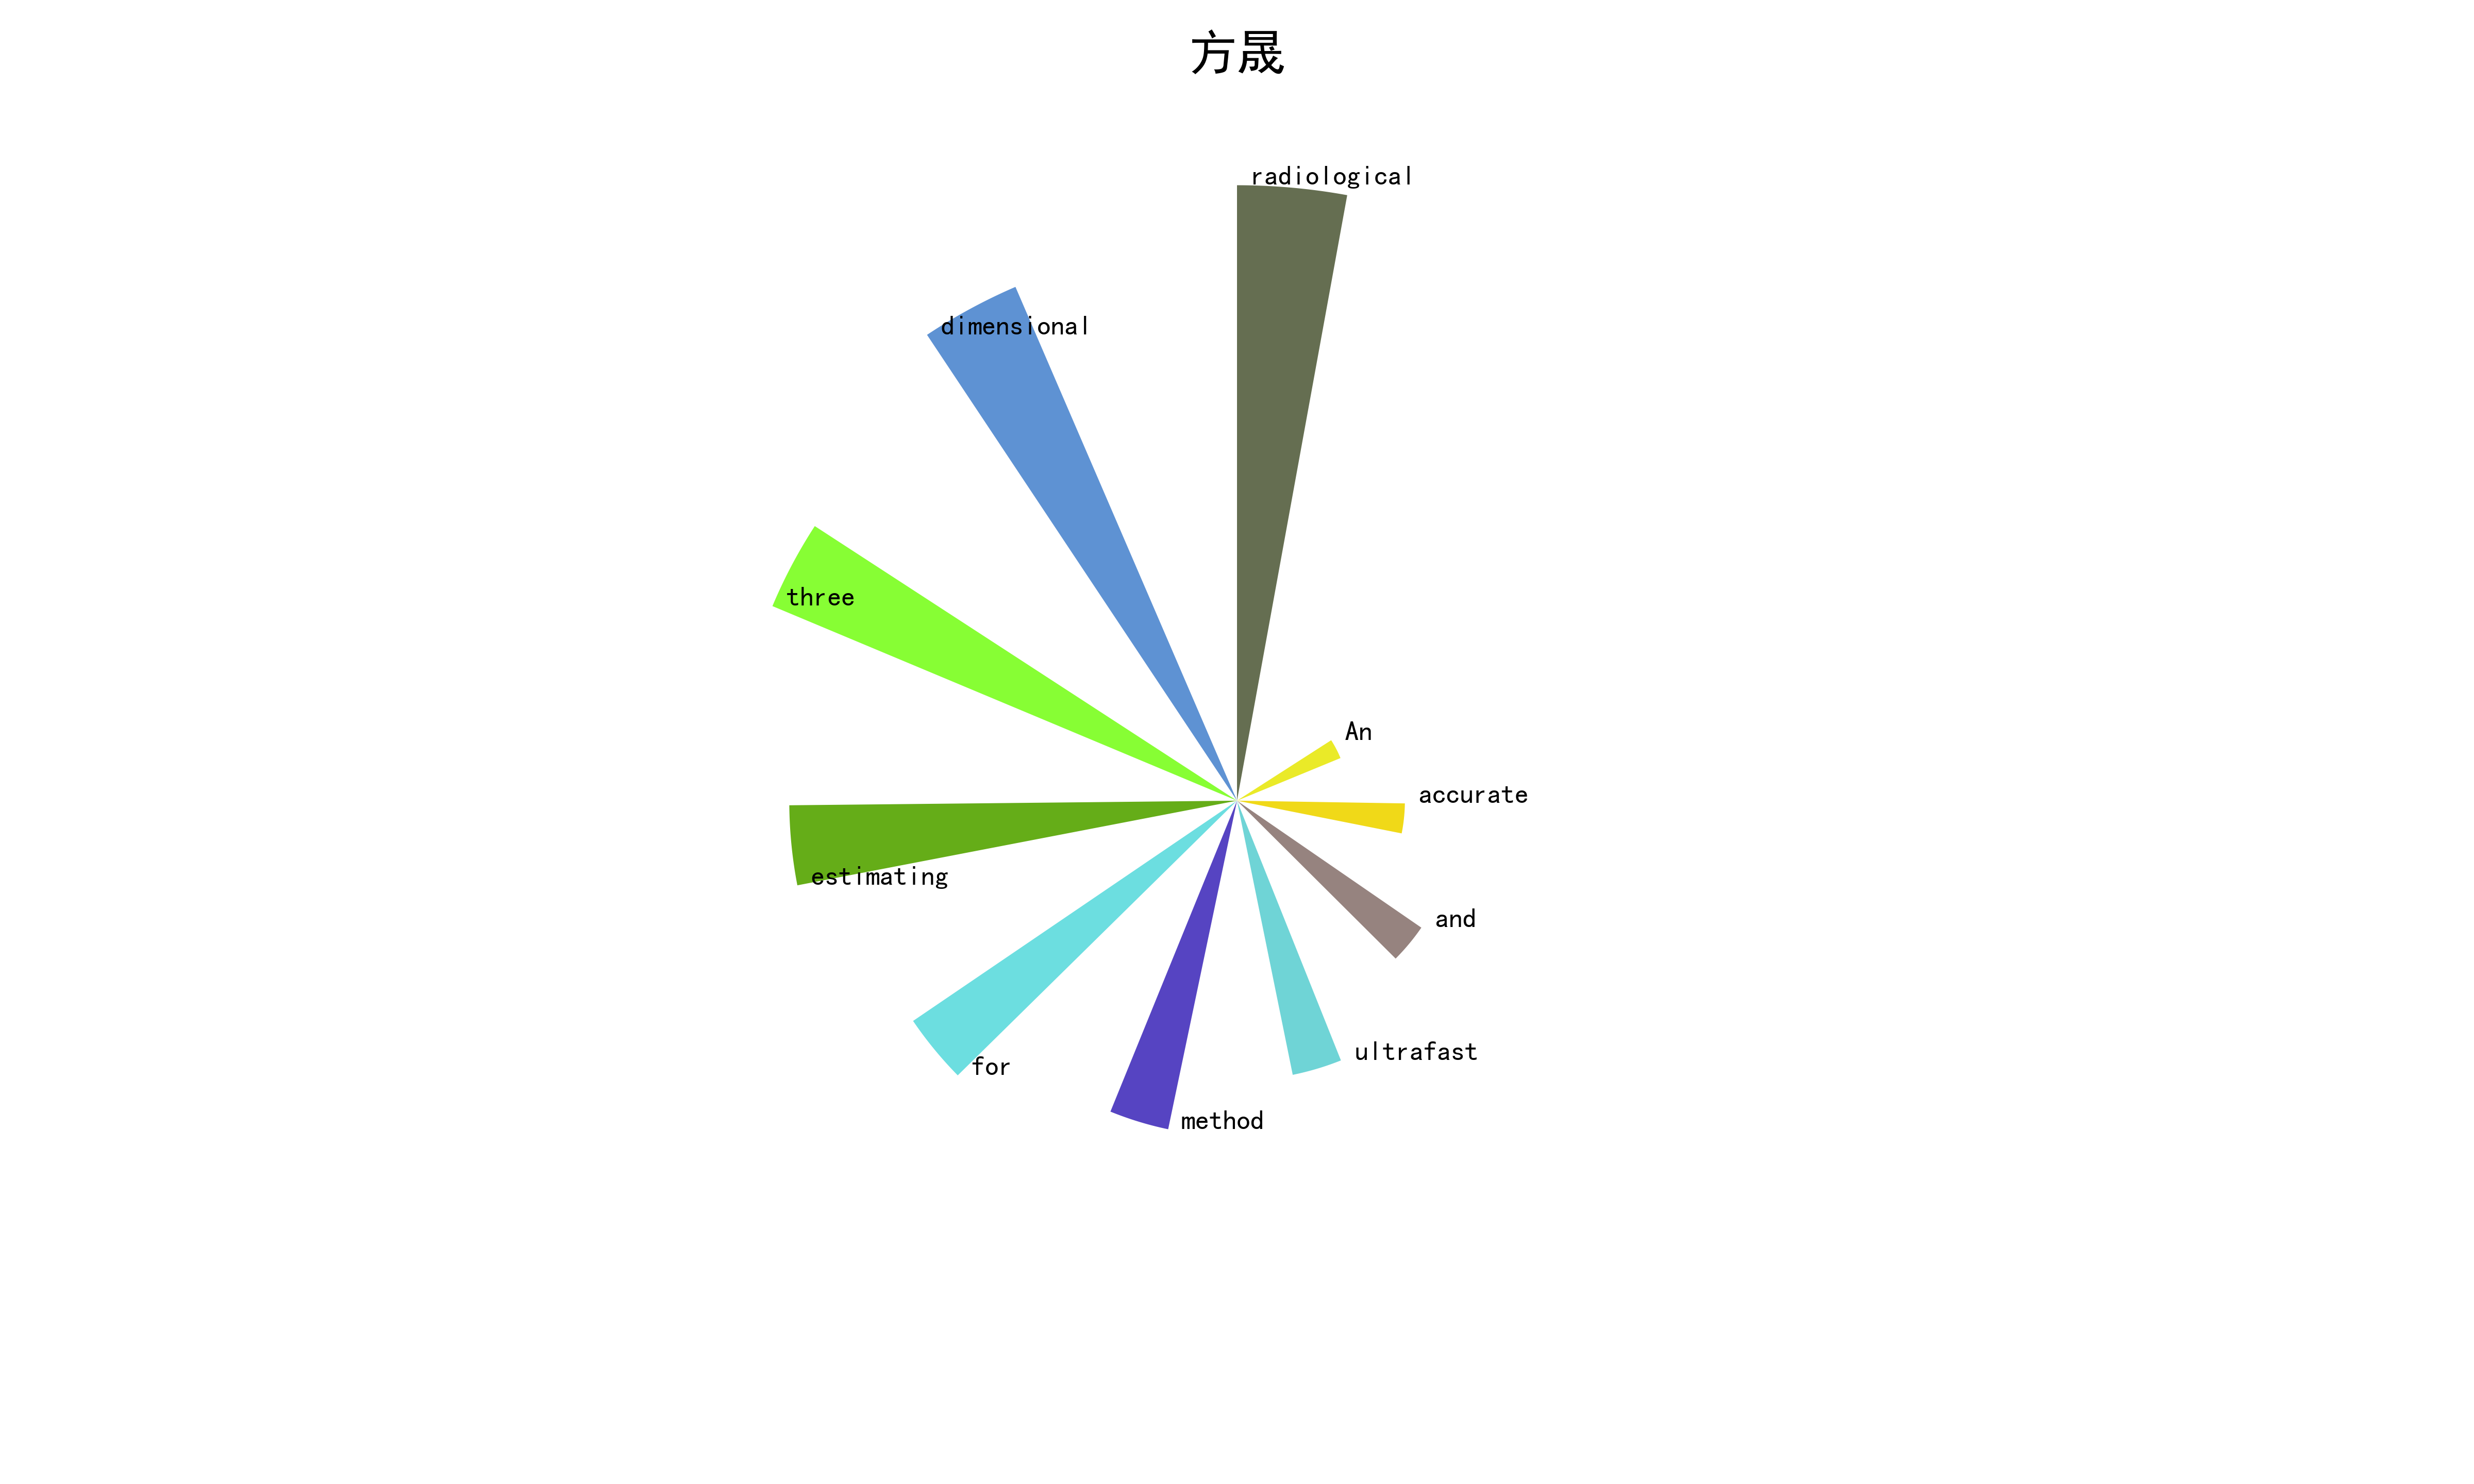 方晟
radiological
dimensional
three
An
accurate
estimating
and
ultrafast
for
method